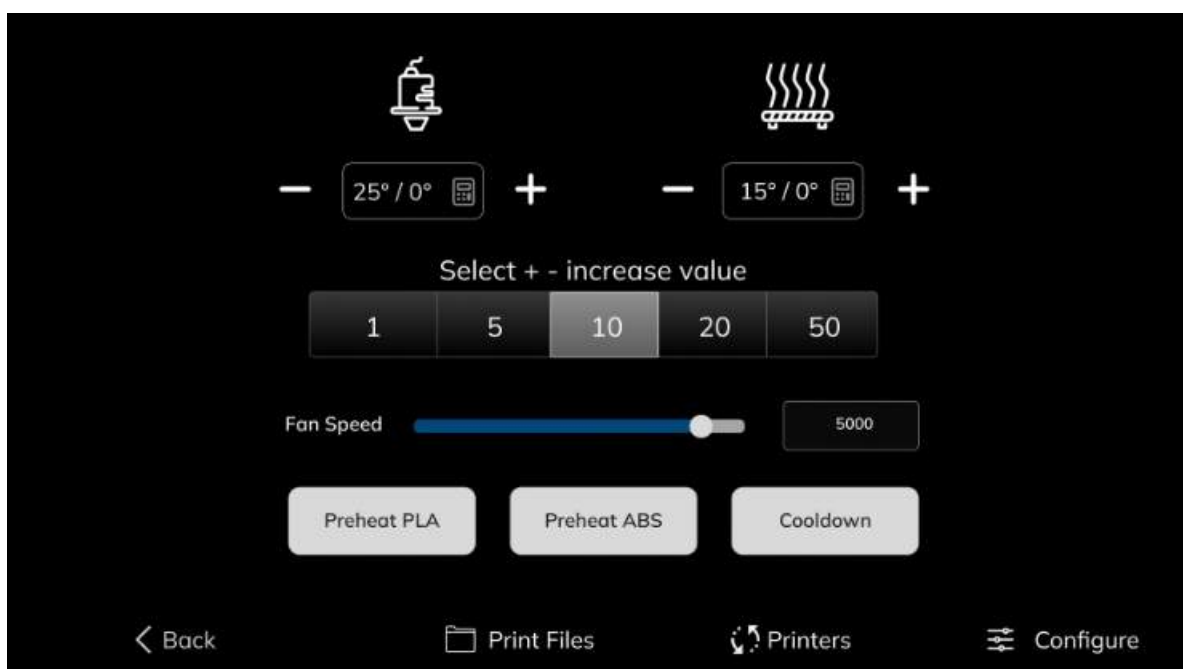 25° / 0°
15° / 0°
Select + - increase value
1 5 10 20 50
Fan Speed 5000
Preheat PLA Preheat ABS Cooldown
Back Print Files Printers Configure